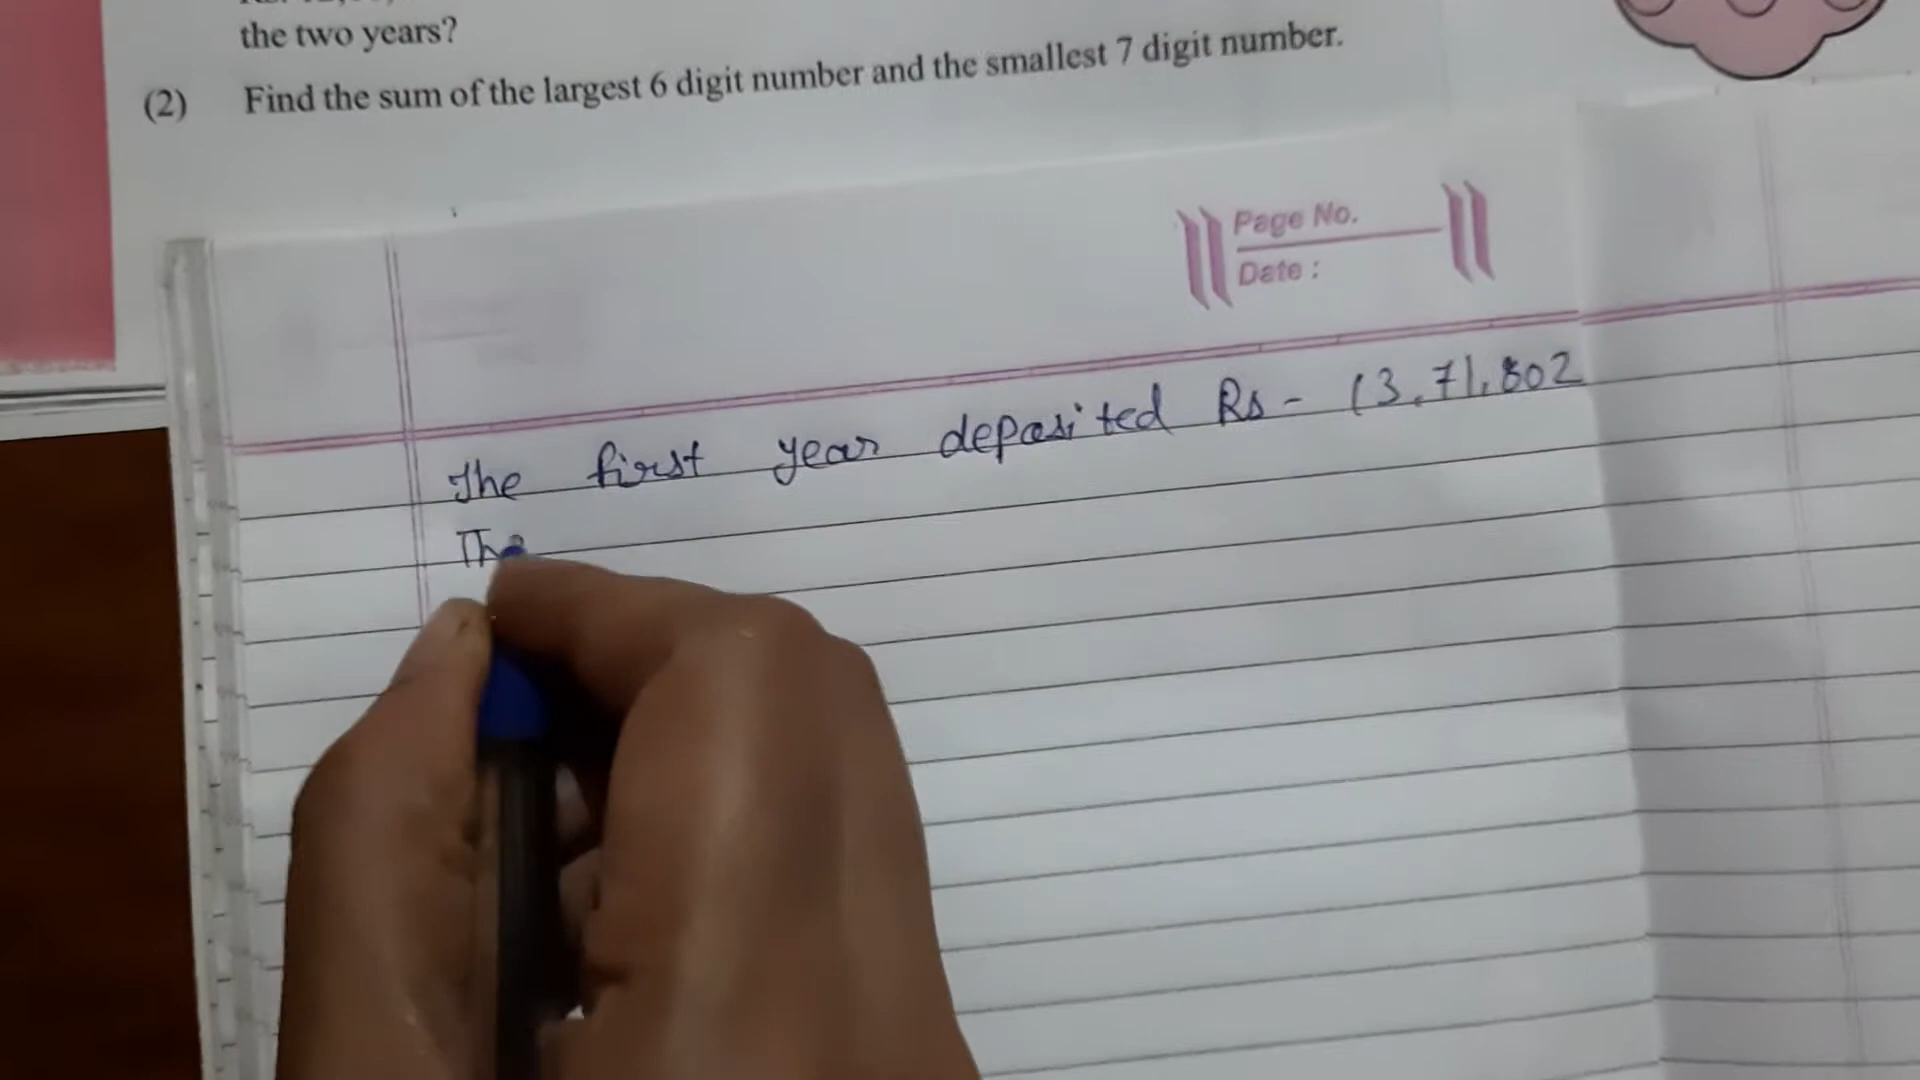 the two years?
(2) Find the sum of the largest 6 digit number and the smallest 7 digit number.
Page No.
Date :
The first year deposited Rs - 13,71,802
The